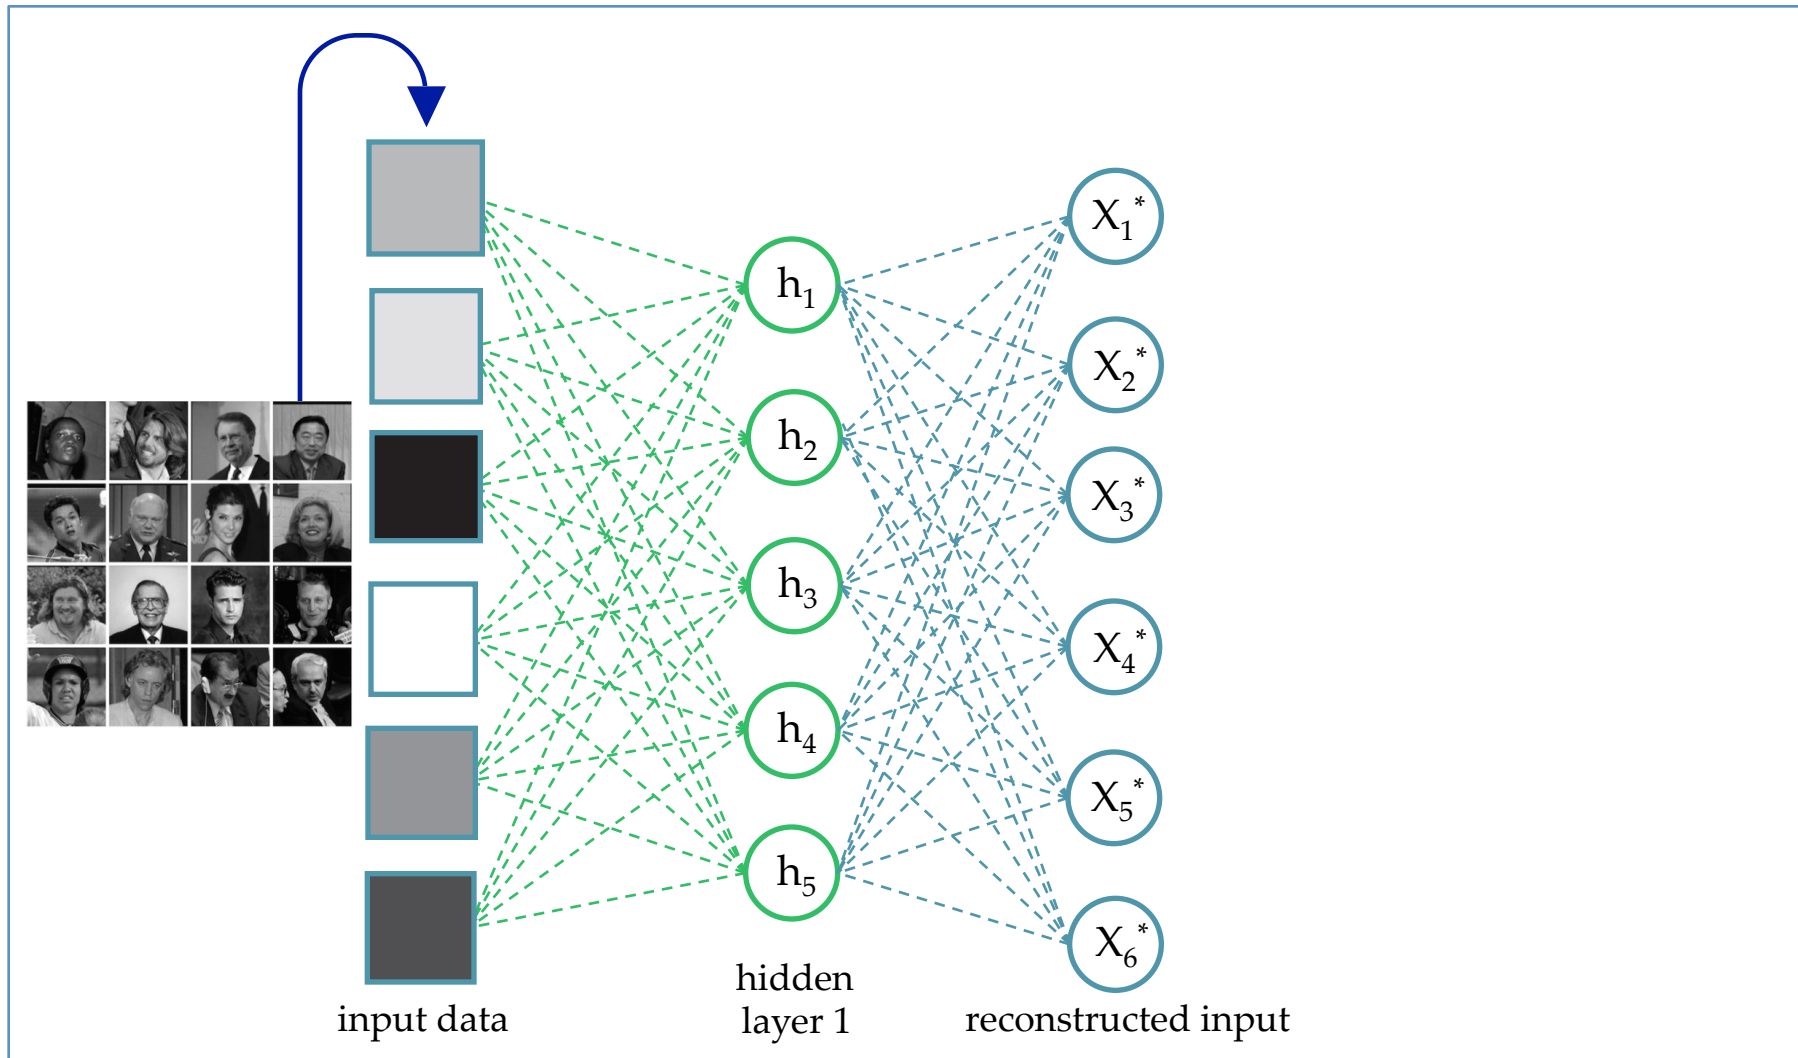 h₁
h₂
h₃
h₄
h₅
X₁*
X₂*
X₃*
X₄*
X₅*
X₆*
input data
hidden
layer 1
reconstructed input